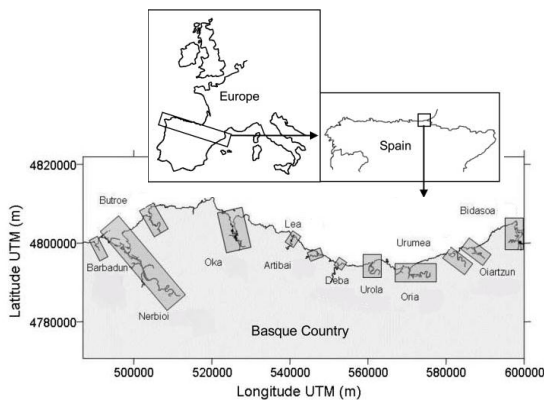 Europe
Spain
4820000
4800000
4780000
Latitude UTM (m)
Butroe
Barbadun
Nerbioi
Oka
Lea
Artibai
Deba
Urola
Oria
Urumea
Oiartzun
Bidasoa
Basque Country
500000 520000 540000 560000 580000 600000
Longitude UTM (m)